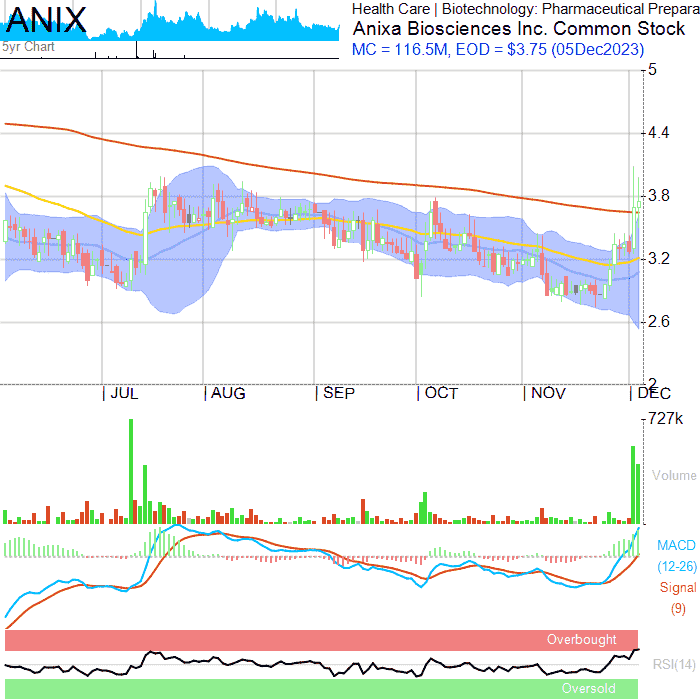 ANIX
5yr Chart
Health Care | Biotechnology: Pharmaceutical Prepara
Anixa Biosciences Inc. Common Stock
MC = 116.5M, EOD = $3.75 (05Dec2023)
5
4.4
3.8
3.2
2.6
2
JUL AUG SEP OCT NOV DEC
727k
Volume
MACD
(12-26)
Signal
(9)
Overbought
RSI(14)
Oversold